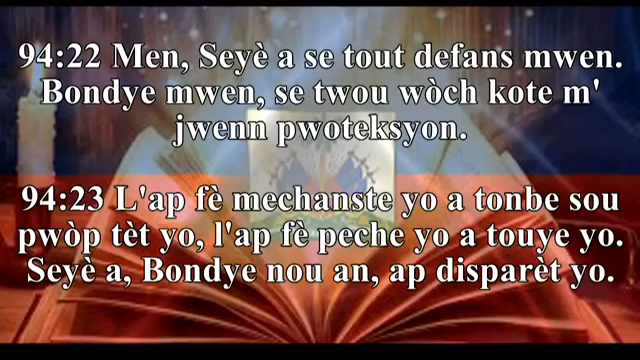 94:22 Men, Seyè a se tout defans mwen.
Bondye mwen, se twou wòch kote m'
jwenn pwoteksyon.
94:23 L'ap fè mechanste yo a tonbe sou
pwòp tèt yo, l'ap fè peche yo a touye yo.
Seyè a, Bondye nou an, ap disparèt yo.